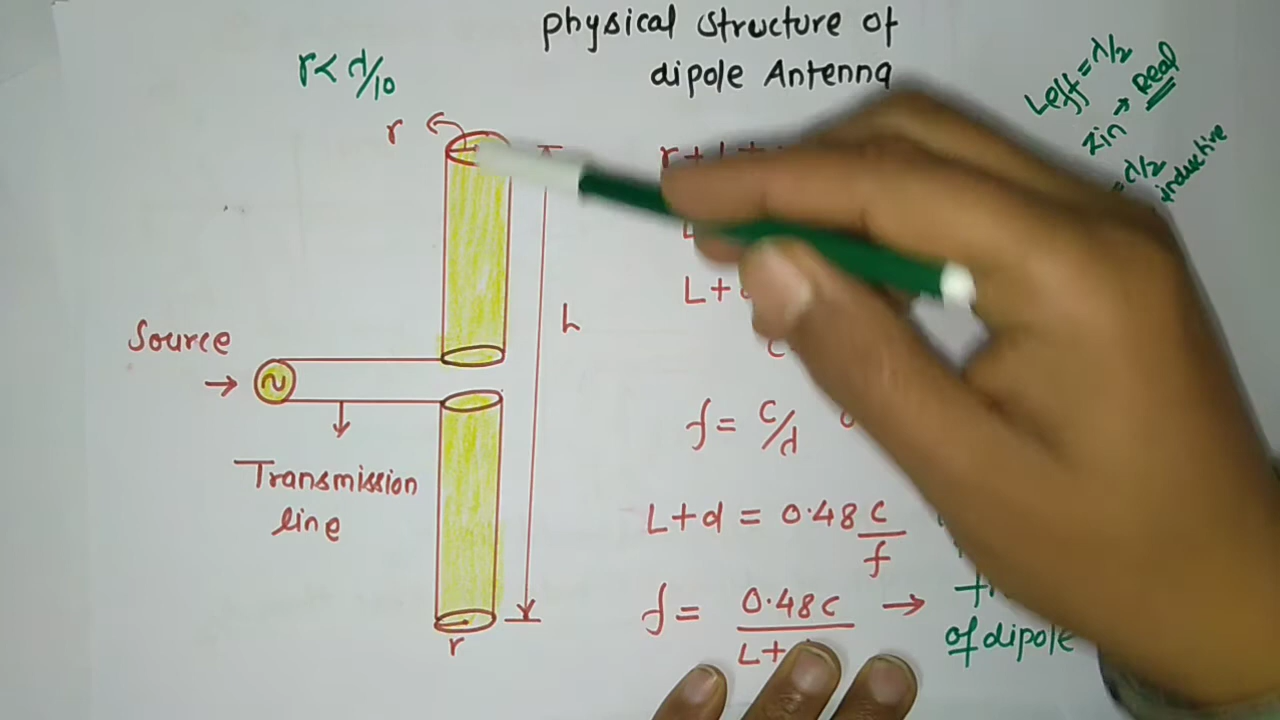 physical structure of
dipole Antenna
r < λ/10
r
h
Source
Transmission
line
r
Leff = λ/2
Zin → Real
= λ/2
inductive
r + L +
L +
f = C/λ
L+d = 0.48 C/f
f = 0.48C / L+
→
of dipole